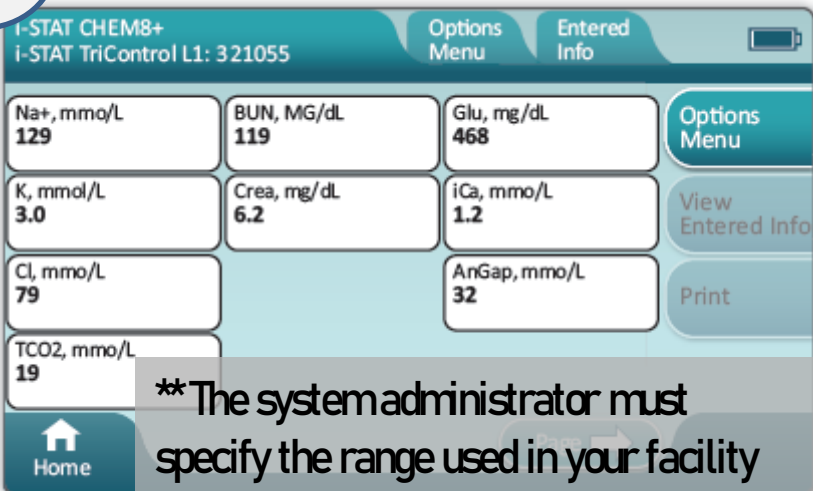 i-STAT CHEM8+
i-STAT TriControl L1: 321055
Options
Menu
Entered
Info
Na+, mmo/L
129
BUN, MG/dL
119
Glu, mg/dL
468
Options
Menu
K, mmol/L
3.0
Crea, mg/dL
6.2
iCa, mmo/L
1.2
View
Entered Info
Cl, mmo/L
79
AnGap, mmo/L
32
Print
TCO2, mmo/L
19
** The system administrator must
specify the range used in your facility
Page
Home